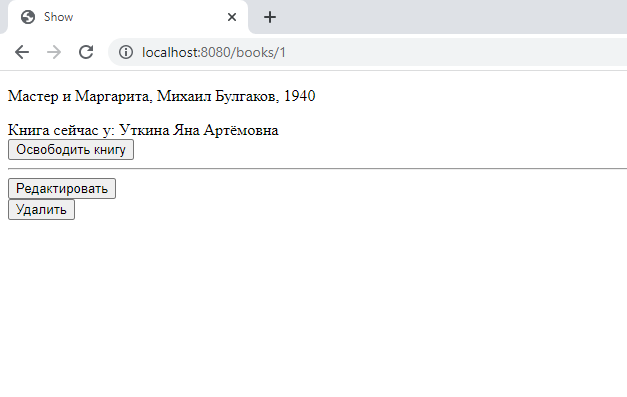 Show
localhost:8080/books/1
Мастер и Маргарита, Михаил Булгаков, 1940
Книга сейчас у: Уткина Яна Артёмовна
Освободить книгу
Редактировать
Удалить